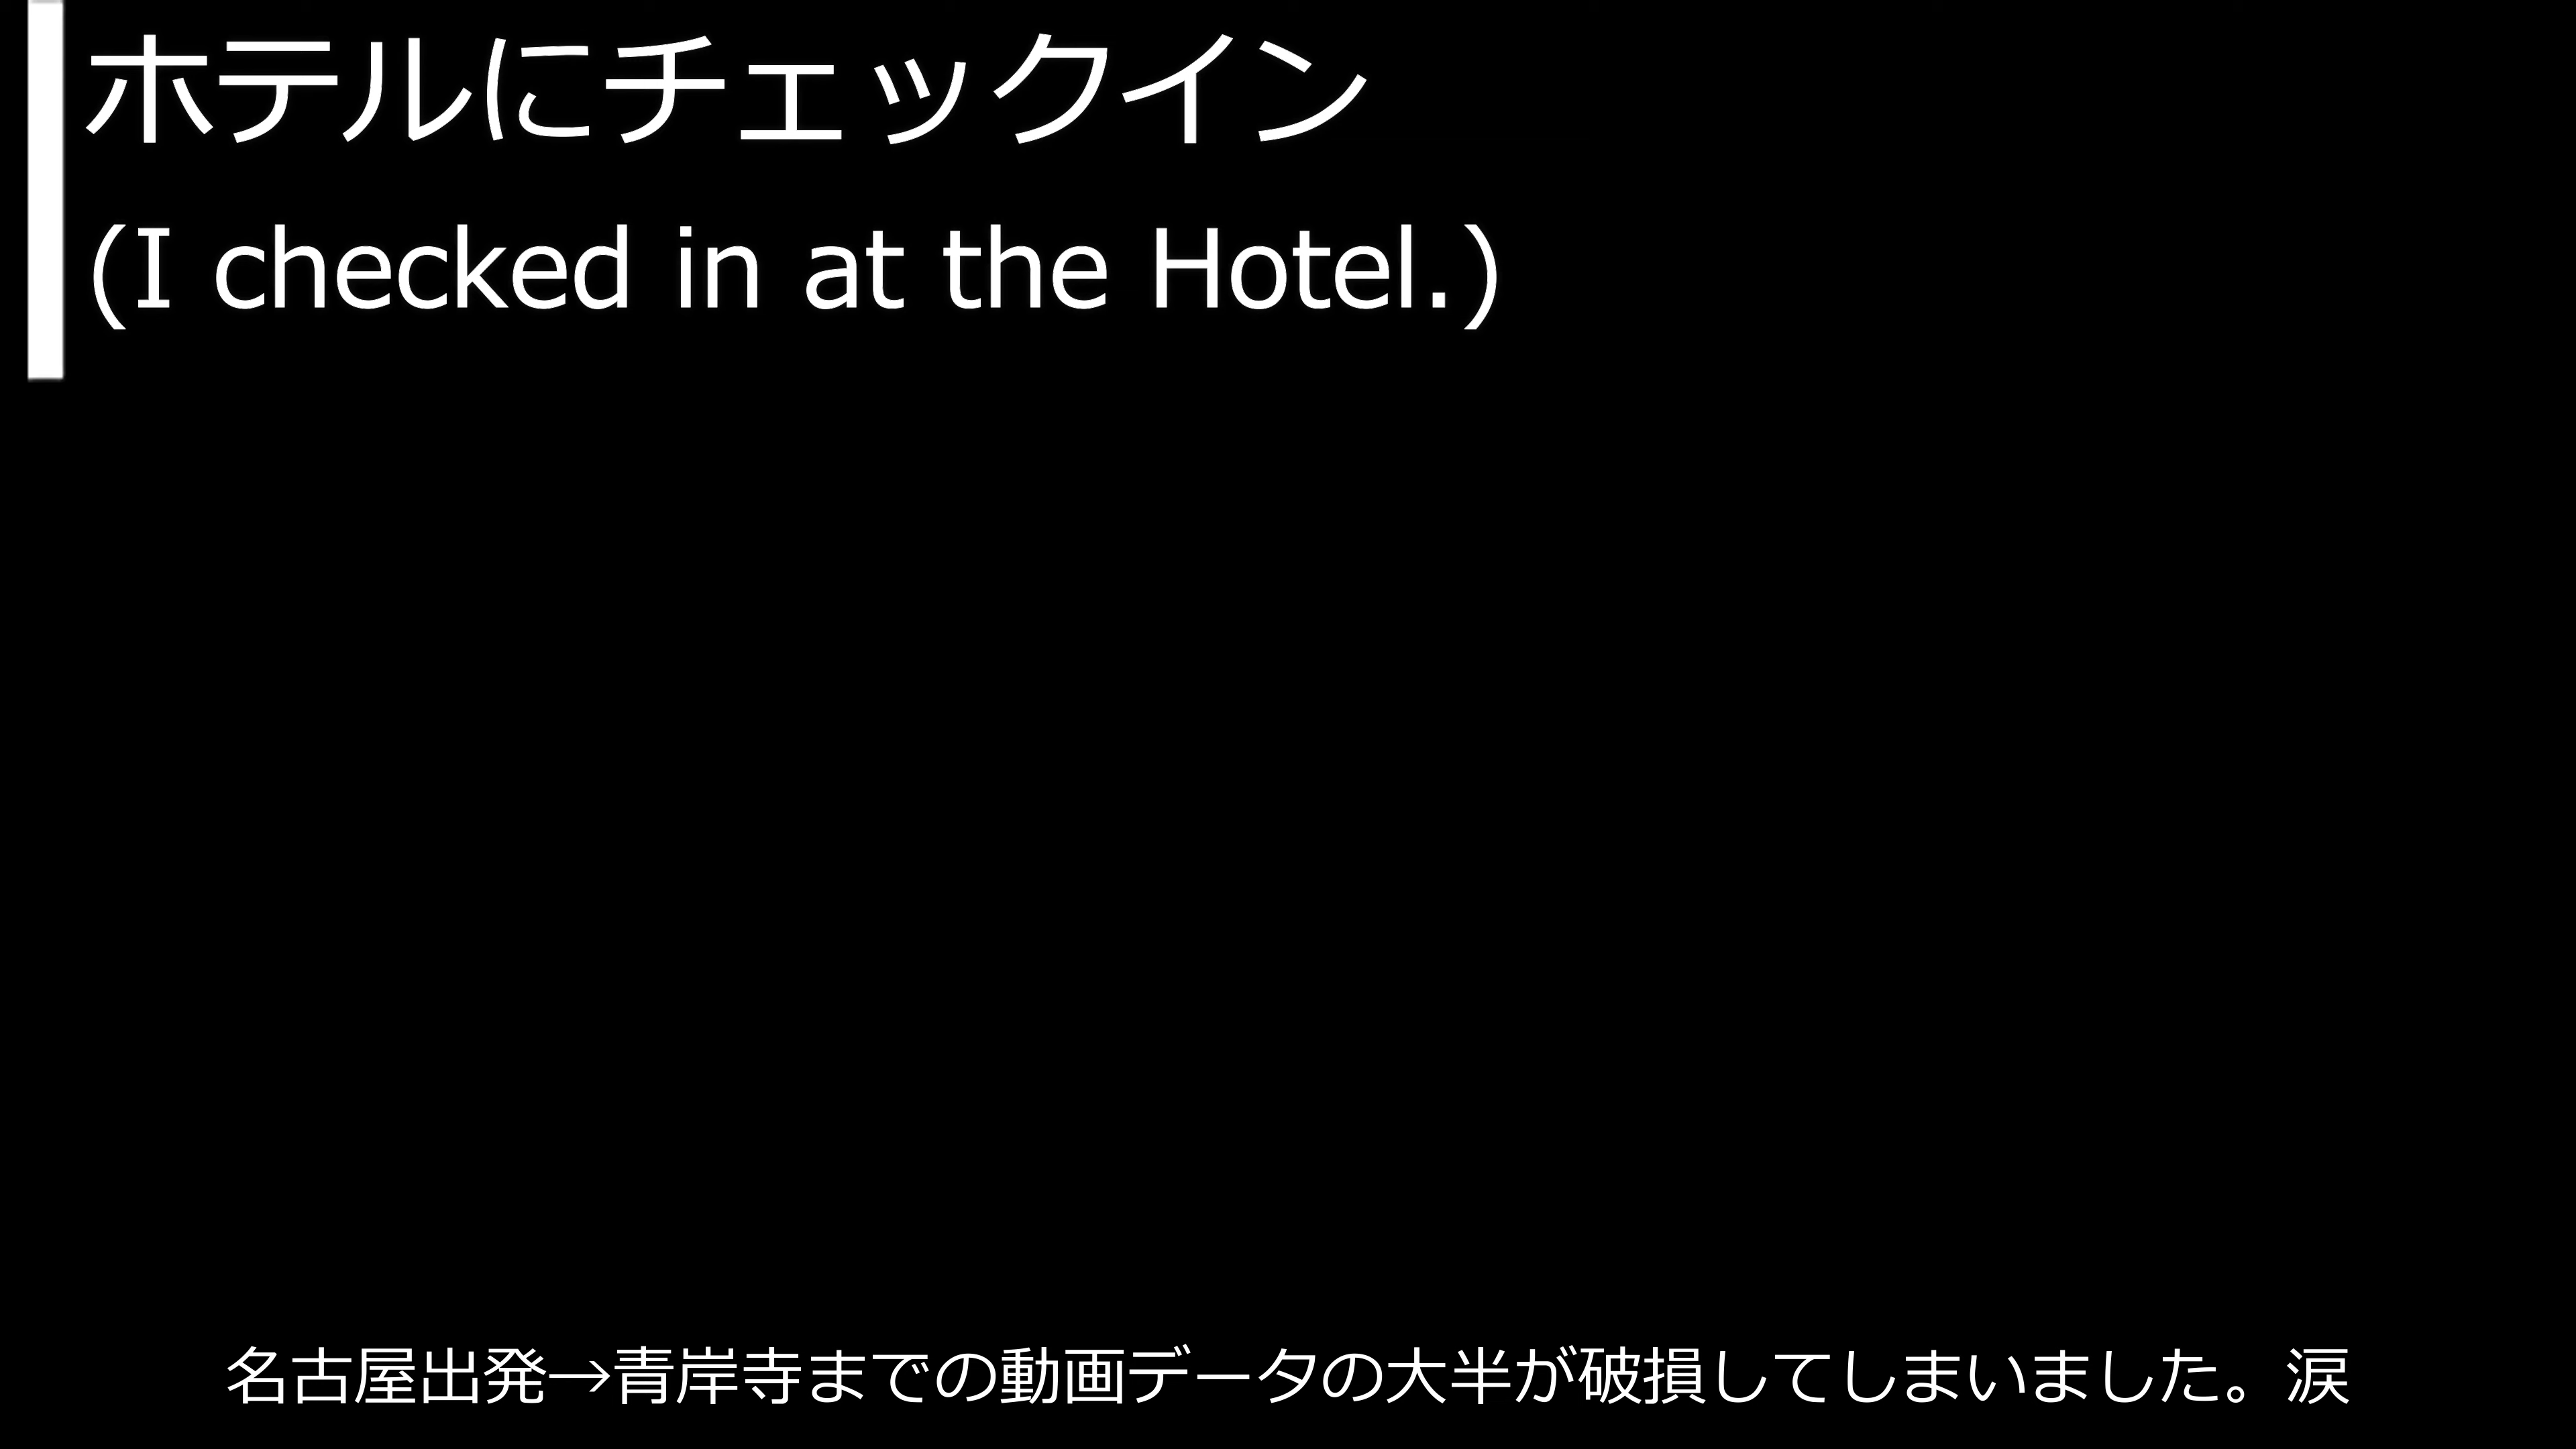 ホテルにチェックイン
(I checked in at the Hotel.)
名古屋出発→青岸寺までの動画データの大半が破損してしまいました。涙